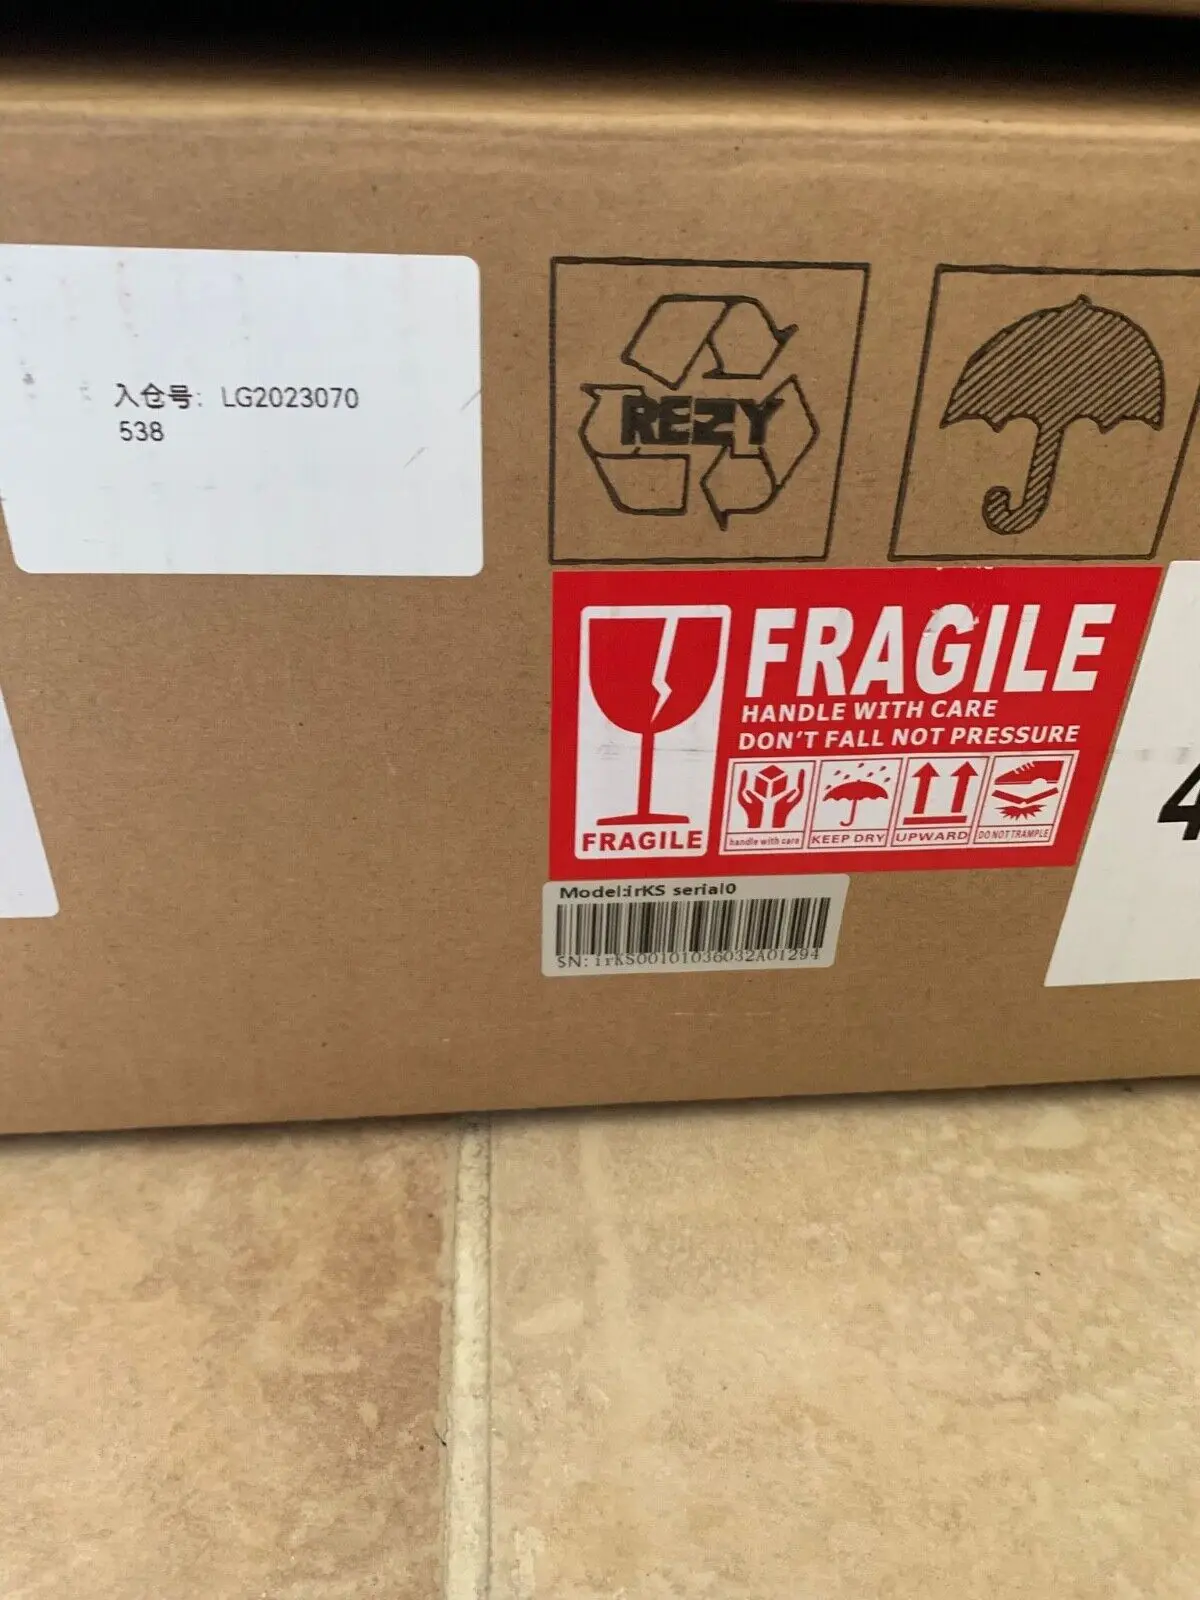 入仓号: LG2023070
538
REZY
FRAGILE
HANDLE WITH CARE
DON'T FALL NOT PRESSURE
FRAGILE
handle with care
KEEP DRY
UPWARD
DO NOT TRAMPLE
Model:irKS serial0
SN: irKS00101036032A01294
4